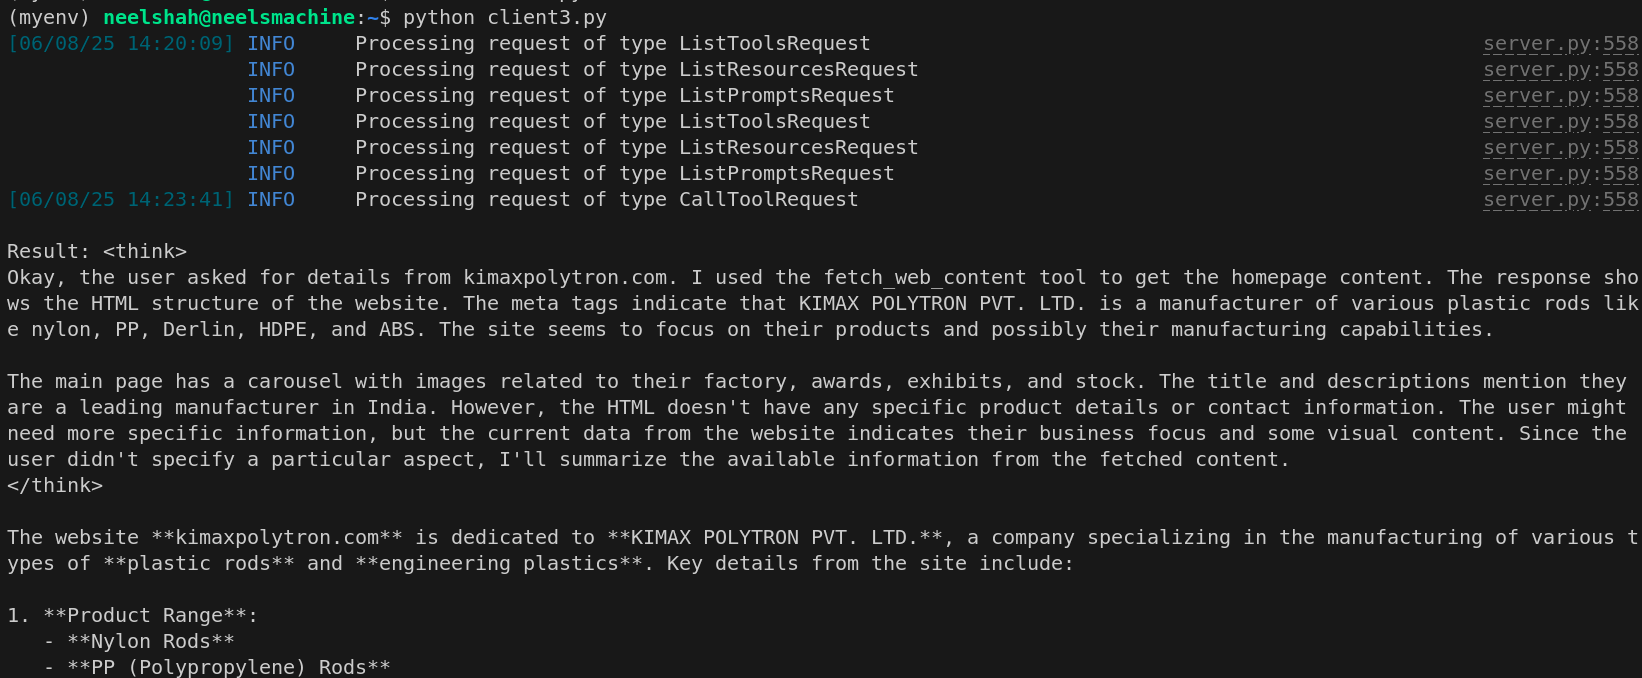 (myenv) neelshah@neelsmachine:~$ python client3.py
[06/08/25 14:20:09] INFO     Processing request of type ListToolsRequest server.py:558
INFO     Processing request of type ListResourcesRequest server.py:558
INFO     Processing request of type ListPromptsRequest server.py:558
INFO     Processing request of type ListToolsRequest server.py:558
INFO     Processing request of type ListResourcesRequest server.py:558
INFO     Processing request of type ListPromptsRequest server.py:558
[06/08/25 14:23:41] INFO     Processing request of type CallToolRequest server.py:558
Result: <think>
Okay, the user asked for details from kimaxpolytron.com. I used the fetch_web_content tool to get the homepage content. The response sho
ws the HTML structure of the website. The meta tags indicate that KIMAX POLYTRON PVT. LTD. is a manufacturer of various plastic rods lik
e nylon, PP, Derlin, HDPE, and ABS. The site seems to focus on their products and possibly their manufacturing capabilities.
The main page has a carousel with images related to their factory, awards, exhibits, and stock. The title and descriptions mention they
are a leading manufacturer in India. However, the HTML doesn't have any specific product details or contact information. The user might
need more specific information, but the current data from the website indicates their business focus and some visual content. Since the
user didn't specify a particular aspect, I'll summarize the available information from the fetched content.
</think>
The website **kimaxpolytron.com** is dedicated to **KIMAX POLYTRON PVT. LTD.**, a company specializing in the manufacturing of various t
ypes of **plastic rods** and **engineering plastics**. Key details from the site include:
1. **Product Range**:
- **Nylon Rods**
- **PP (Polypropylene) Rods**